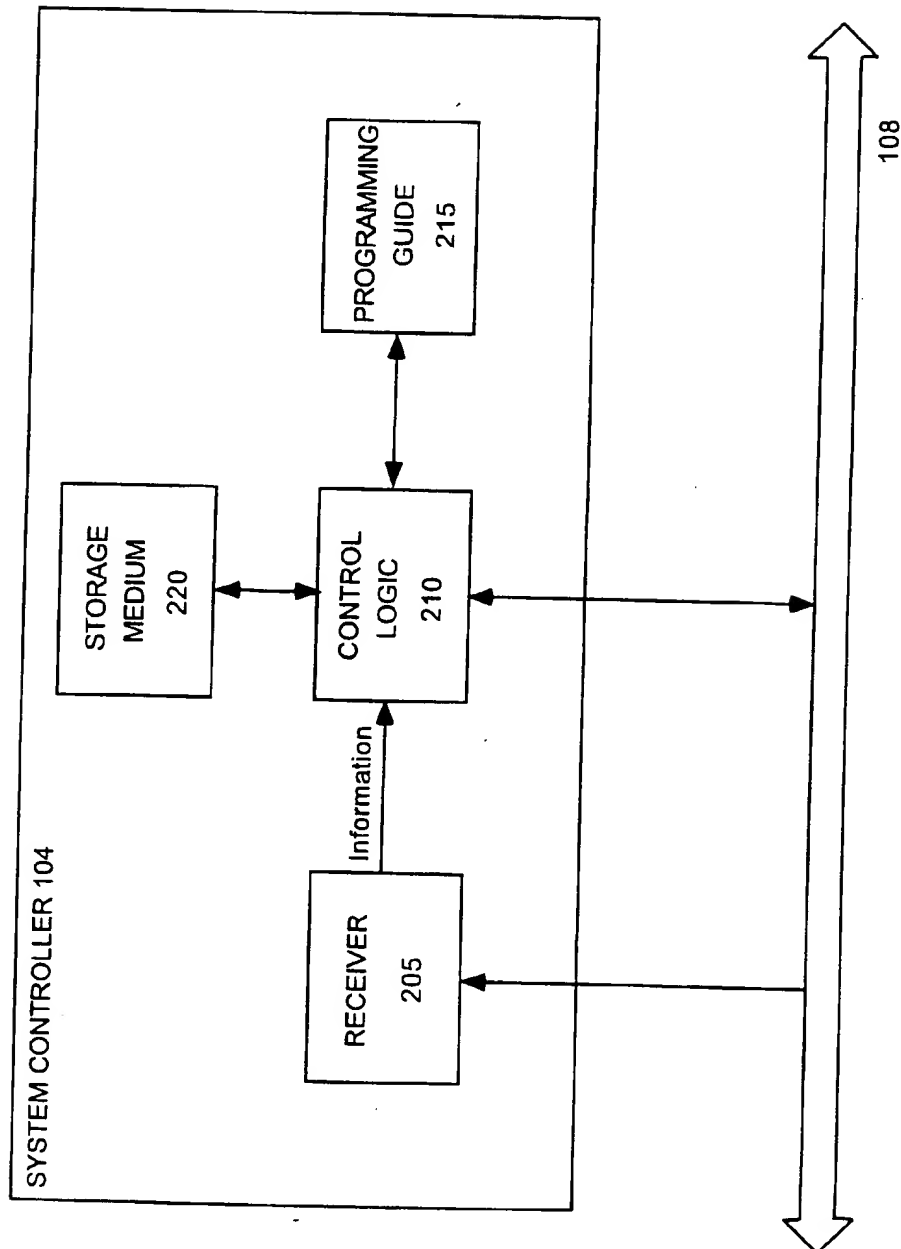 SYSTEM CONTROLLER 104
STORAGE
MEDIUM
220
RECEIVER
205
Information
CONTROL
LOGIC
210
PROGRAMMING
GUIDE
215
108